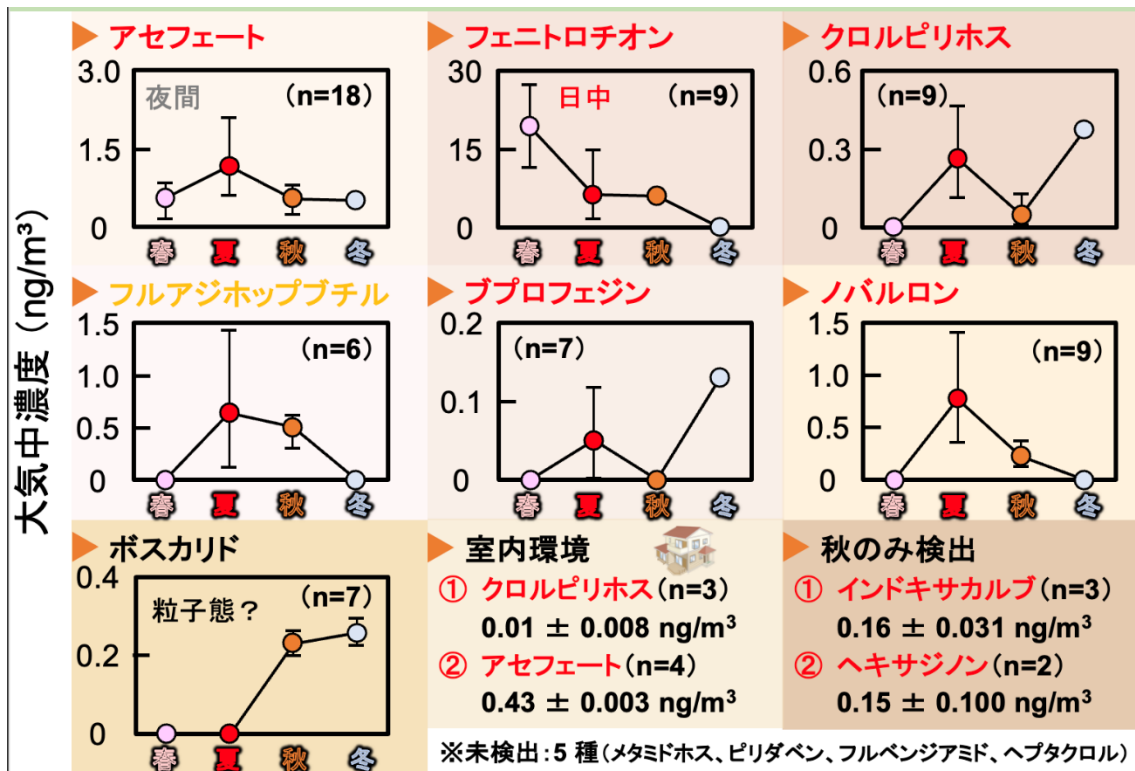 大気中濃度 (ng/m³)
▶ アセフェート
3.0
1.5
0
夜間
(n=18)
春 夏 秋 冬
▶ フェニトロチオン
30
15
0
日中
(n=9)
春 夏 秋 冬
▶ クロルピリホス
0.6
0.3
0
(n=9)
春 夏 秋 冬
▶ フルアジホップブチル
1.5
1.0
0.5
0
(n=6)
春 夏 秋 冬
▶ ブプロフェジン
0.2
0.1
0
(n=7)
春 夏 秋 冬
▶ ノバルロン
1.5
1.0
0.5
0
(n=9)
春 夏 秋 冬
▶ ボスカリド
0.4
0.2
0
粒子態？
(n=7)
春 夏 秋 冬
▶ 室内環境
① クロルピリホス(n=3)
0.01 ± 0.008 ng/m³
② アセフェート(n=4)
0.43 ± 0.003 ng/m³
▶ 秋のみ検出
① インドキサカルブ(n=3)
0.16 ± 0.031 ng/m³
② ヘキサジノン(n=2)
0.15 ± 0.100 ng/m³
※未検出：5 種(メタミドホス、ピリダベン、フルベンジアミド、ヘプタクロル)